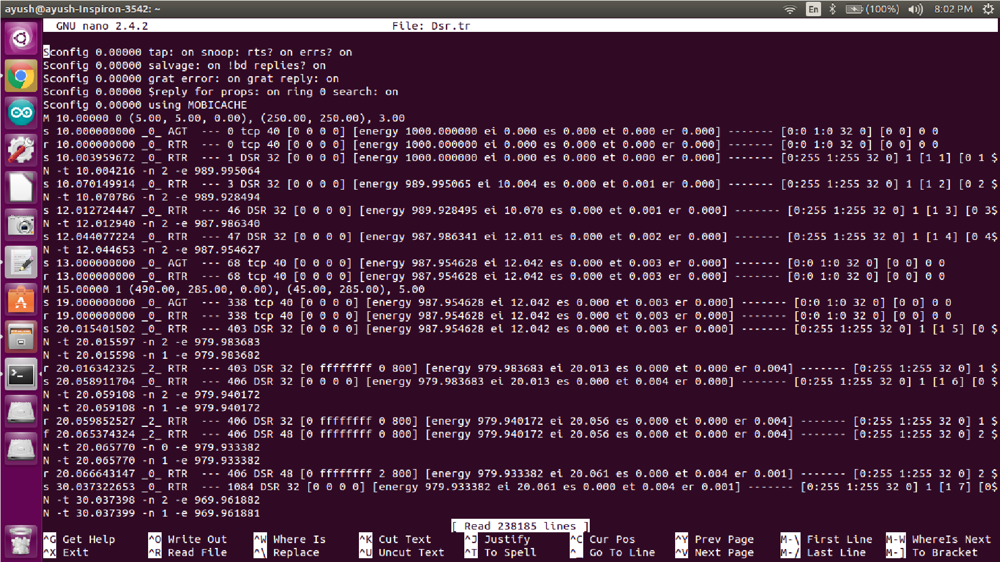 ayush@ayush-Inspiron-3542: ~
En (100%) 8:02 PM
GNU nano 2.4.2 File: Dsr.tr
Sconfig 0.00000 tap: on snoop: rts? on errs? on
Sconfig 0.00000 salvage: on !bd replies? on
Sconfig 0.00000 grat error: on grat reply: on
Sconfig 0.00000 $reply for props: on ring 0 search: on
Sconfig 0.00000 using MOBICACHE
M 10.00000 0 (5.00, 5.00, 0.00), (250.00, 250.00), 3.00
s 10.000000000 _0_ AGT  --- 0 tcp 40 [0 0 0 0] [energy 1000.000000 ei 0.000 es 0.000 et 0.000 er 0.000] ------- [0:0 1:0 32 0] [0 0] 0 0
r 10.000000000 _0_ RTR  --- 0 tcp 40 [0 0 0 0] [energy 1000.000000 ei 0.000 es 0.000 et 0.000 er 0.000] ------- [0:0 1:0 32 0] [0 0] 0 0
s 10.003959672 _0_ RTR  --- 1 DSR 32 [0 0 0 0] [energy 1000.000000 ei 0.000 es 0.000 et 0.000 er 0.000] ------- [0:255 1:255 32 0] 1 [1 1] [0 1 $
N -t 10.004216 -n 2 -e 989.995064
s 10.070149914 _0_ RTR  --- 3 DSR 32 [0 0 0 0] [energy 989.995065 ei 10.004 es 0.000 et 0.001 er 0.000] ------- [0:255 1:255 32 0] 1 [1 2] [0 2 $
N -t 10.070786 -n 2 -e 989.928494
s 12.012724447 _0_ RTR  --- 46 DSR 32 [0 0 0 0] [energy 989.928495 ei 10.070 es 0.000 et 0.001 er 0.000] ------- [0:255 1:255 32 0] 1 [1 3] [0 3$
N -t 12.012940 -n 2 -e 987.986340
s 12.044077224 _0_ RTR  --- 47 DSR 32 [0 0 0 0] [energy 987.986341 ei 12.011 es 0.000 et 0.002 er 0.000] ------- [0:255 1:255 32 0] 1 [1 4] [0 4$
N -t 12.044653 -n 2 -e 987.954627
s 13.000000000 _0_ AGT  --- 68 tcp 40 [0 0 0 0] [energy 987.954628 ei 12.042 es 0.000 et 0.003 er 0.000] ------- [0:0 1:0 32 0] [0 0] 0 0
r 13.000000000 _0_ RTR  --- 68 tcp 40 [0 0 0 0] [energy 987.954628 ei 12.042 es 0.000 et 0.003 er 0.000] ------- [0:0 1:0 32 0] [0 0] 0 0
M 15.00000 1 (490.00, 285.00, 0.00), (45.00, 285.00), 5.00
s 19.000000000 _0_ AGT  --- 338 tcp 40 [0 0 0 0] [energy 987.954628 ei 12.042 es 0.000 et 0.003 er 0.000] ------- [0:0 1:0 32 0] [0 0] 0 0
r 19.000000000 _0_ RTR  --- 338 tcp 40 [0 0 0 0] [energy 987.954628 ei 12.042 es 0.000 et 0.003 er 0.000] ------- [0:0 1:0 32 0] [0 0] 0 0
s 20.015401502 _0_ RTR  --- 403 DSR 32 [0 0 0 0] [energy 987.954628 ei 12.042 es 0.000 et 0.003 er 0.000] ------- [0:255 1:255 32 0] 1 [1 5] [0 $
N -t 20.015597 -n 2 -e 979.983683
N -t 20.015598 -n 1 -e 979.983682
r 20.016342325 _2_ RTR  --- 403 DSR 32 [0 ffffffff 0 800] [energy 979.983683 ei 20.013 es 0.000 et 0.000 er 0.004] ------- [0:255 1:255 32 0] 1 $
s 20.058911704 _0_ RTR  --- 406 DSR 32 [0 0 0 0] [energy 979.983683 ei 20.013 es 0.000 et 0.004 er 0.000] ------- [0:255 1:255 32 0] 1 [1 6] [0 $
N -t 20.059108 -n 2 -e 979.940172
N -t 20.059108 -n 1 -e 979.940172
r 20.059852527 _2_ RTR  --- 406 DSR 32 [0 ffffffff 0 800] [energy 979.940172 ei 20.056 es 0.000 et 0.000 er 0.004] ------- [0:255 1:255 32 0] 1 $
f 20.065374324 _2_ RTR  --- 406 DSR 48 [0 ffffffff 0 800] [energy 979.940172 ei 20.056 es 0.000 et 0.000 er 0.004] ------- [0:255 1:255 32 0] 2 $
N -t 20.065770 -n 0 -e 979.933382
N -t 20.065770 -n 1 -e 979.933382
r 20.066643147 _0_ RTR  --- 406 DSR 48 [0 ffffffff 2 800] [energy 979.933382 ei 20.061 es 0.000 et 0.004 er 0.001] ------- [0:255 1:255 32 0] 2 $
s 30.037322653 _0_ RTR  --- 1084 DSR 32 [0 0 0 0] [energy 979.933382 ei 20.061 es 0.000 et 0.004 er 0.001] ------- [0:255 1:255 32 0] 1 [1 7] [0$
N -t 30.037398 -n 2 -e 969.961882
N -t 30.037399 -n 1 -e 969.961881
[ Read 238185 lines ]
^G Get Help ^O Write Out ^W Where Is ^K Cut Text ^J Justify ^C Cur Pos ^Y Prev Page M-\ First Line M-W WhereIs Next
^X Exit ^R Read File ^\ Replace ^U Uncut Text ^T To Spell ^_ Go To Line ^V Next Page M-/ Last Line M-] To Bracket